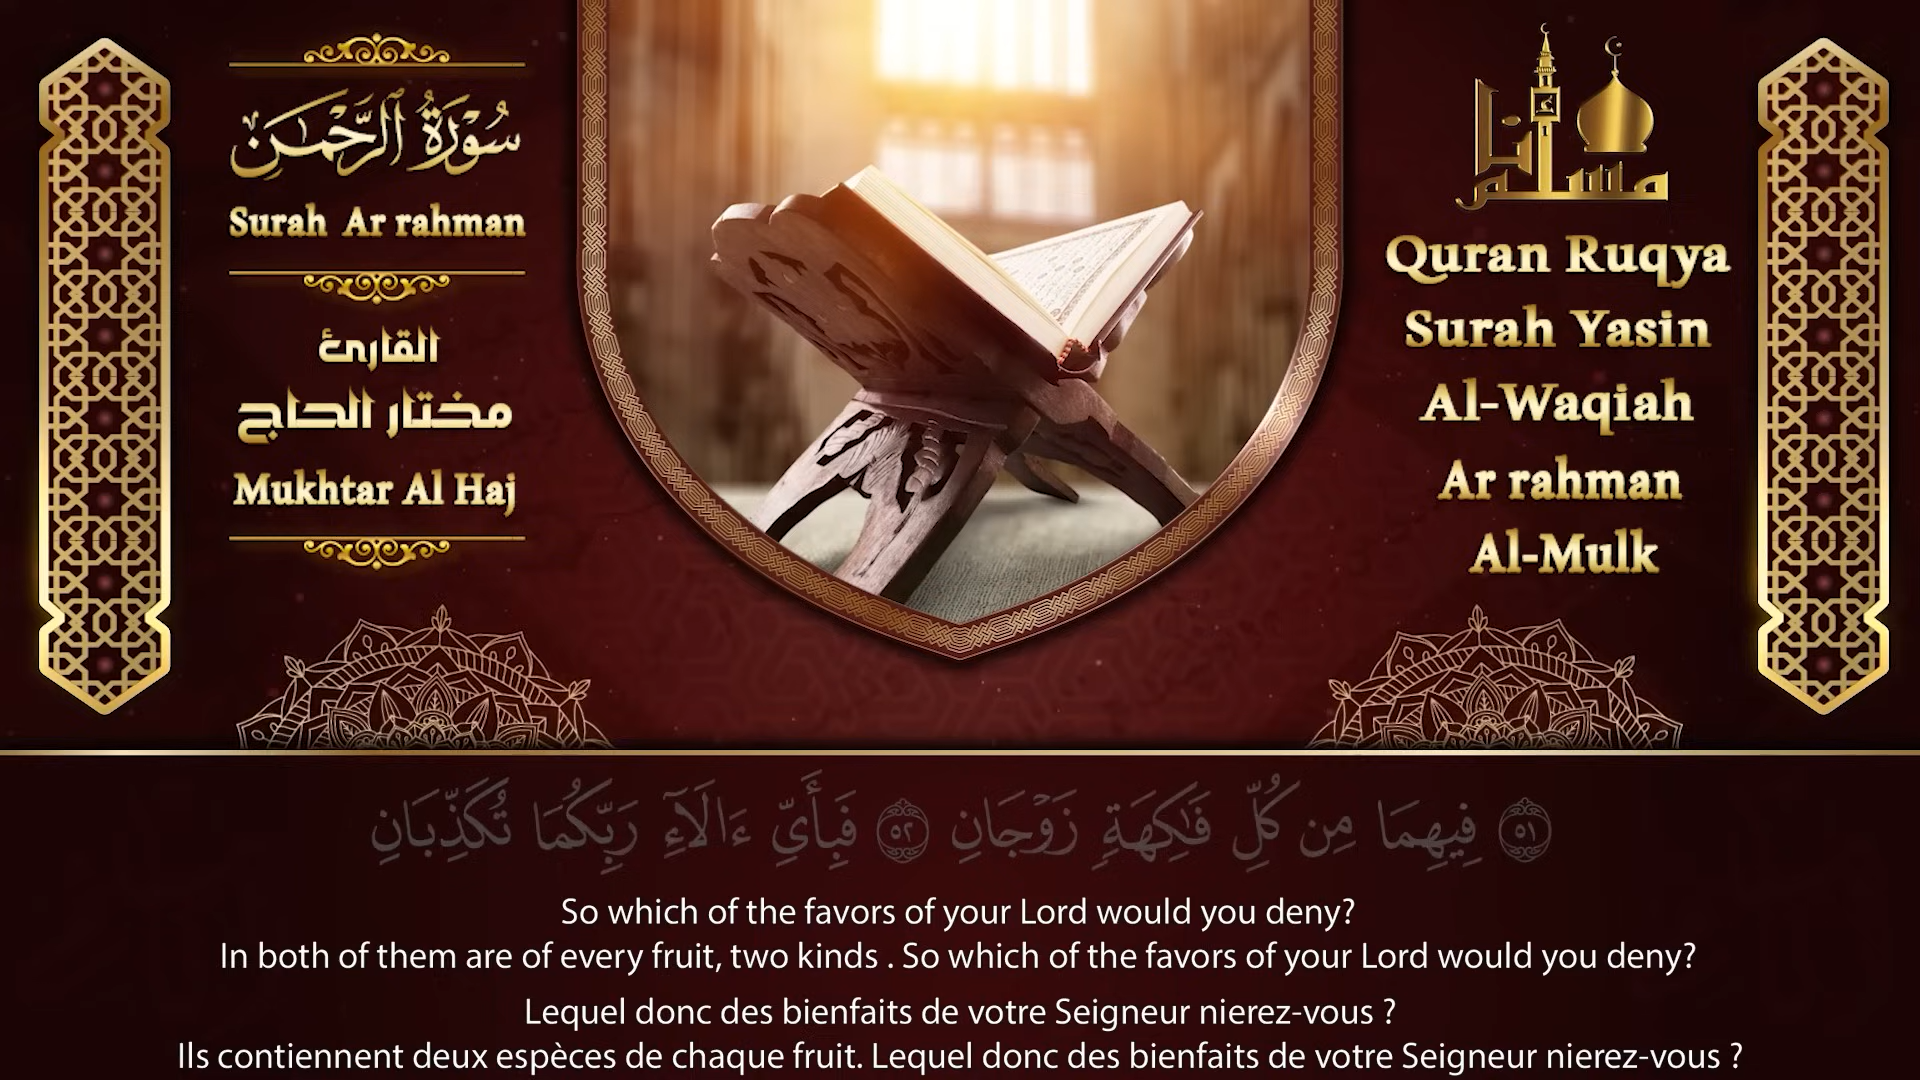 سُورَةُ ٱلرَّحْمَٰن
Surah Ar rahman
القارئ
مختار الحاج
Mukhtar Al Haj
أنا
مسلم
Quran Ruqya
Surah Yasin
Al-Waqiah
Ar rahman
Al-Mulk
۝٥١ فِيهِمَا مِن كُلِّ فَٰكِهَةٍ زَوْجَانِ ۝٥٢ فَبِأَيِّ ءَالَآءِ رَبِّكُمَا تُكَذِّبَانِ
So which of the favors of your Lord would you deny?
In both of them are of every fruit, two kinds . So which of the favors of your Lord would you deny?
Lequel donc des bienfaits de votre Seigneur nierez-vous ?
Ils contiennent deux espèces de chaque fruit. Lequel donc des bienfaits de votre Seigneur nierez-vous ?